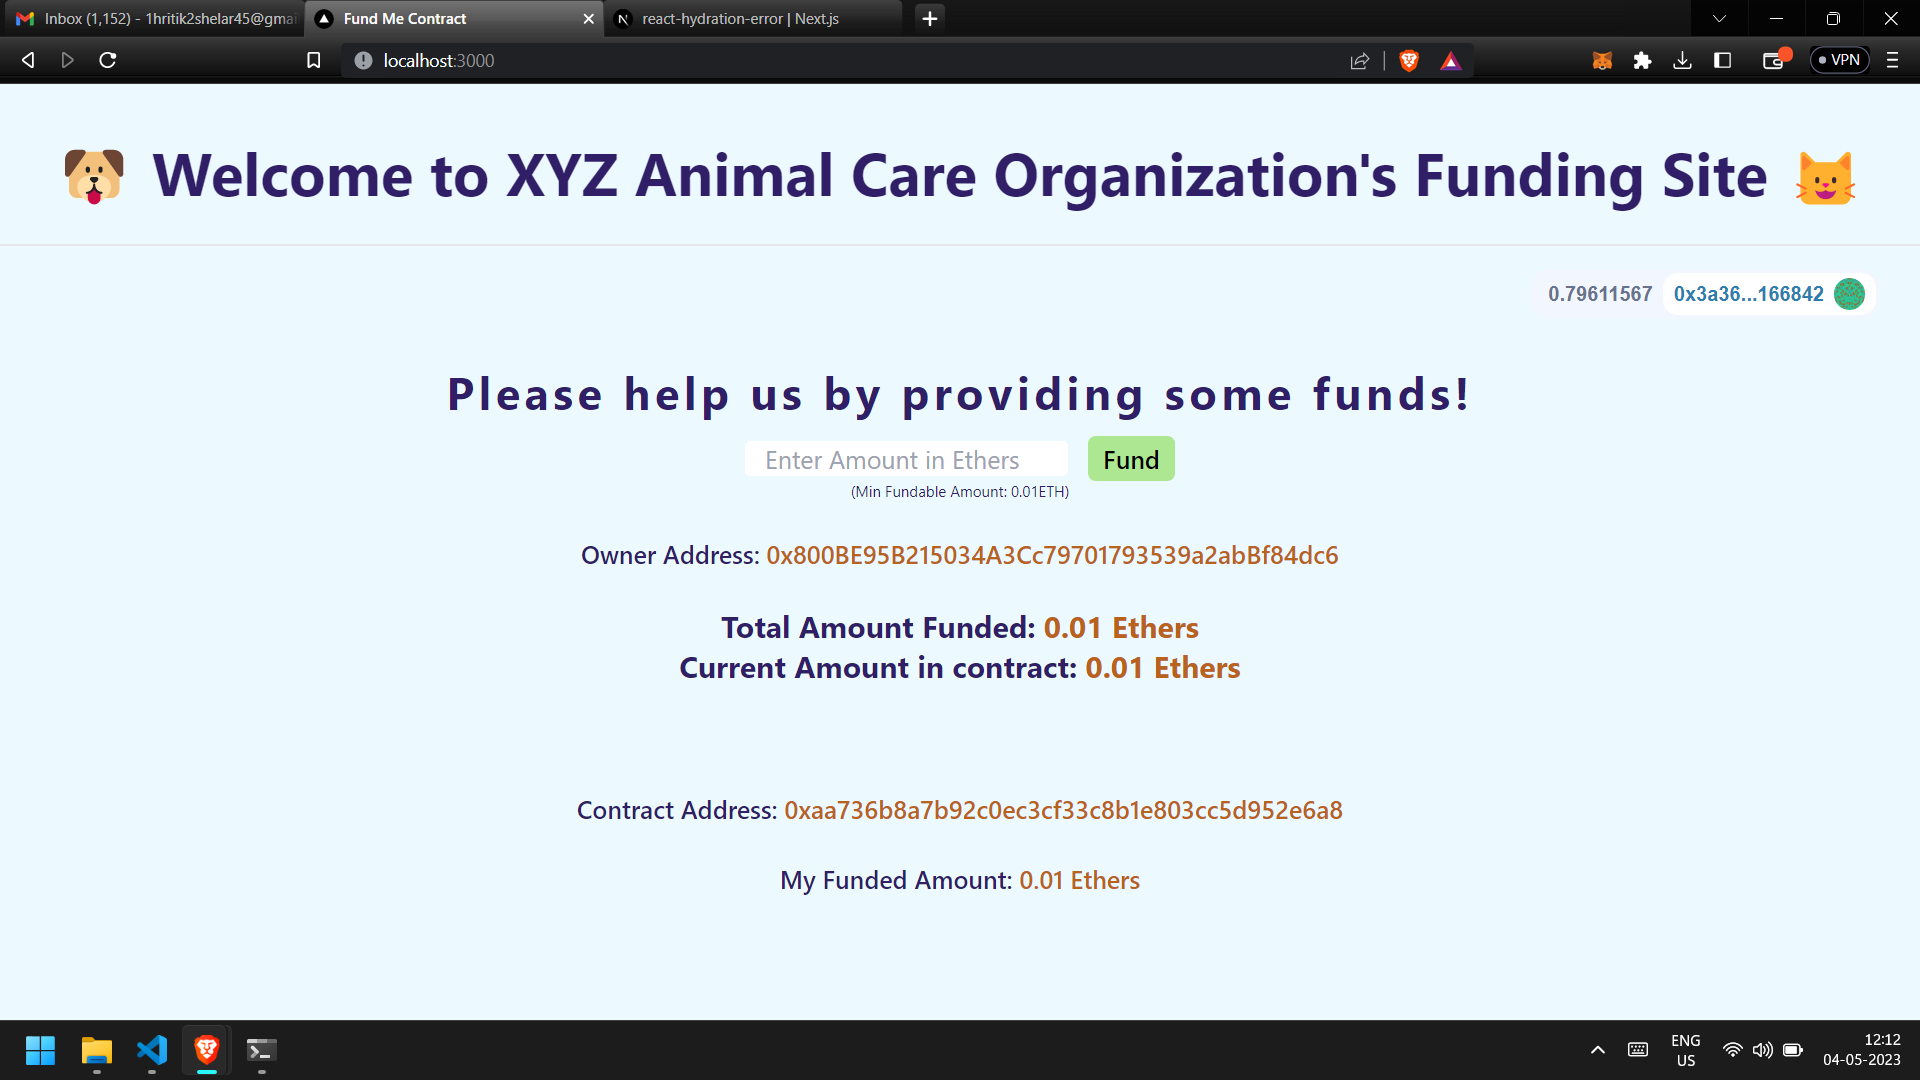 Inbox (1,152) - 1hritik2shelar45@gmai
Fund Me Contract
react-hydration-error | Next.js
localhost:3000
VPN
Welcome to XYZ Animal Care Organization's Funding Site
0.79611567
0x3a36...166842
Please help us by providing some funds!
Enter Amount in Ethers
Fund
(Min Fundable Amount: 0.01ETH)
Owner Address: 0x800BE95B215034A3Cc79701793539a2abBf84dc6
Total Amount Funded: 0.01 Ethers
Current Amount in contract: 0.01 Ethers
Contract Address: 0xaa736b8a7b92c0ec3cf33c8b1e803cc5d952e6a8
My Funded Amount: 0.01 Ethers
ENG
US
12:12
04-05-2023